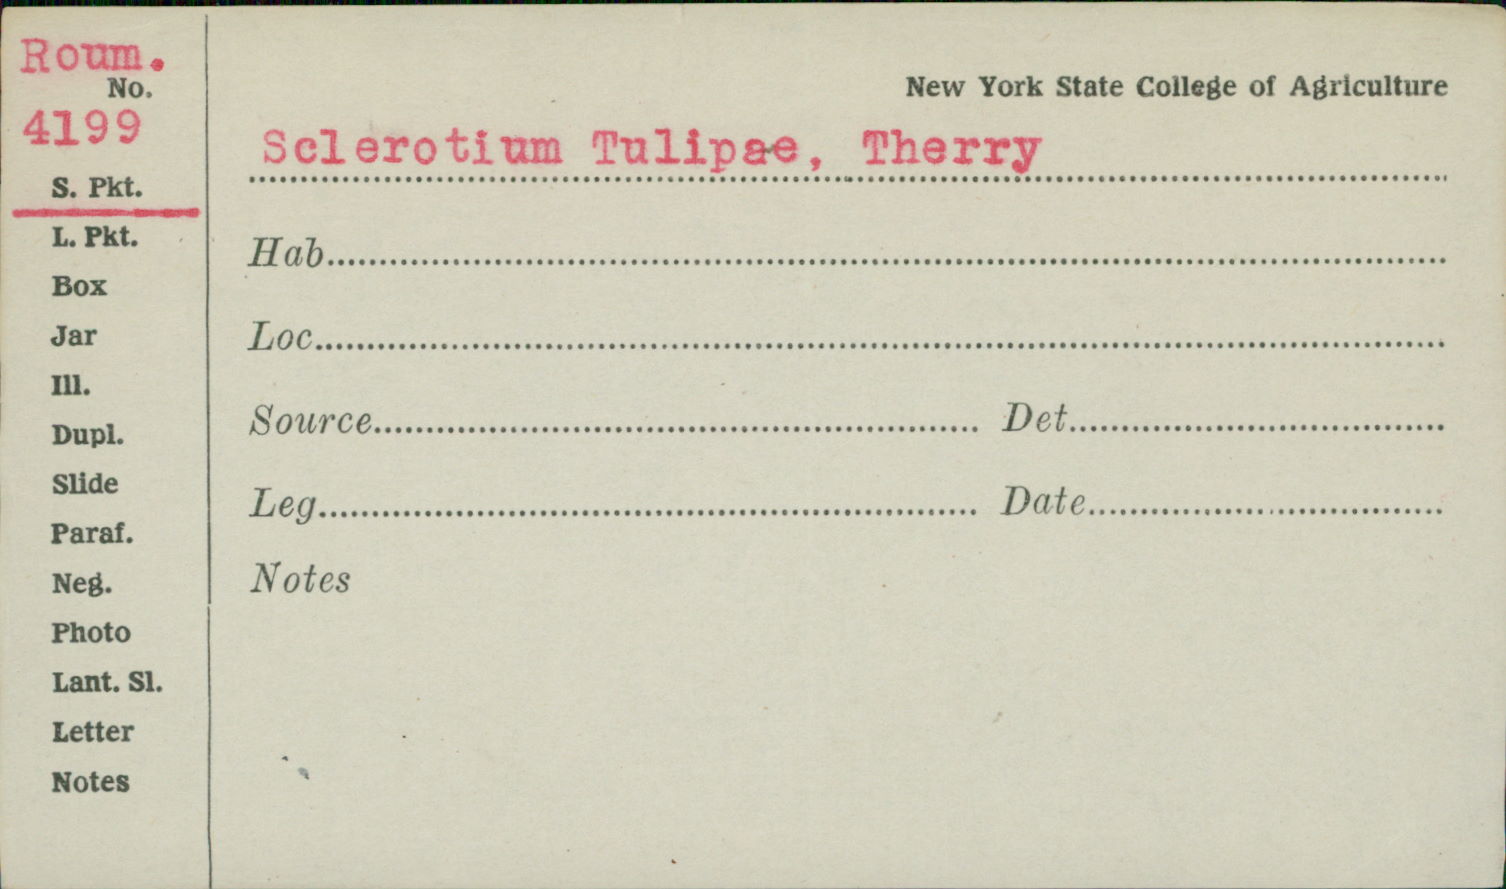 Roum.
No.
4199
S. Pkt.
L. Pkt.
Box
Jar
Ill.
Dupl.
Slide
Paraf.
Neg.
Photo
Lant. Sl.
Letter
Notes
New York State College of Agriculture
Sclerotium Tulipae, Therry
Hab
Loc
Source Det
Leg Date
Notes